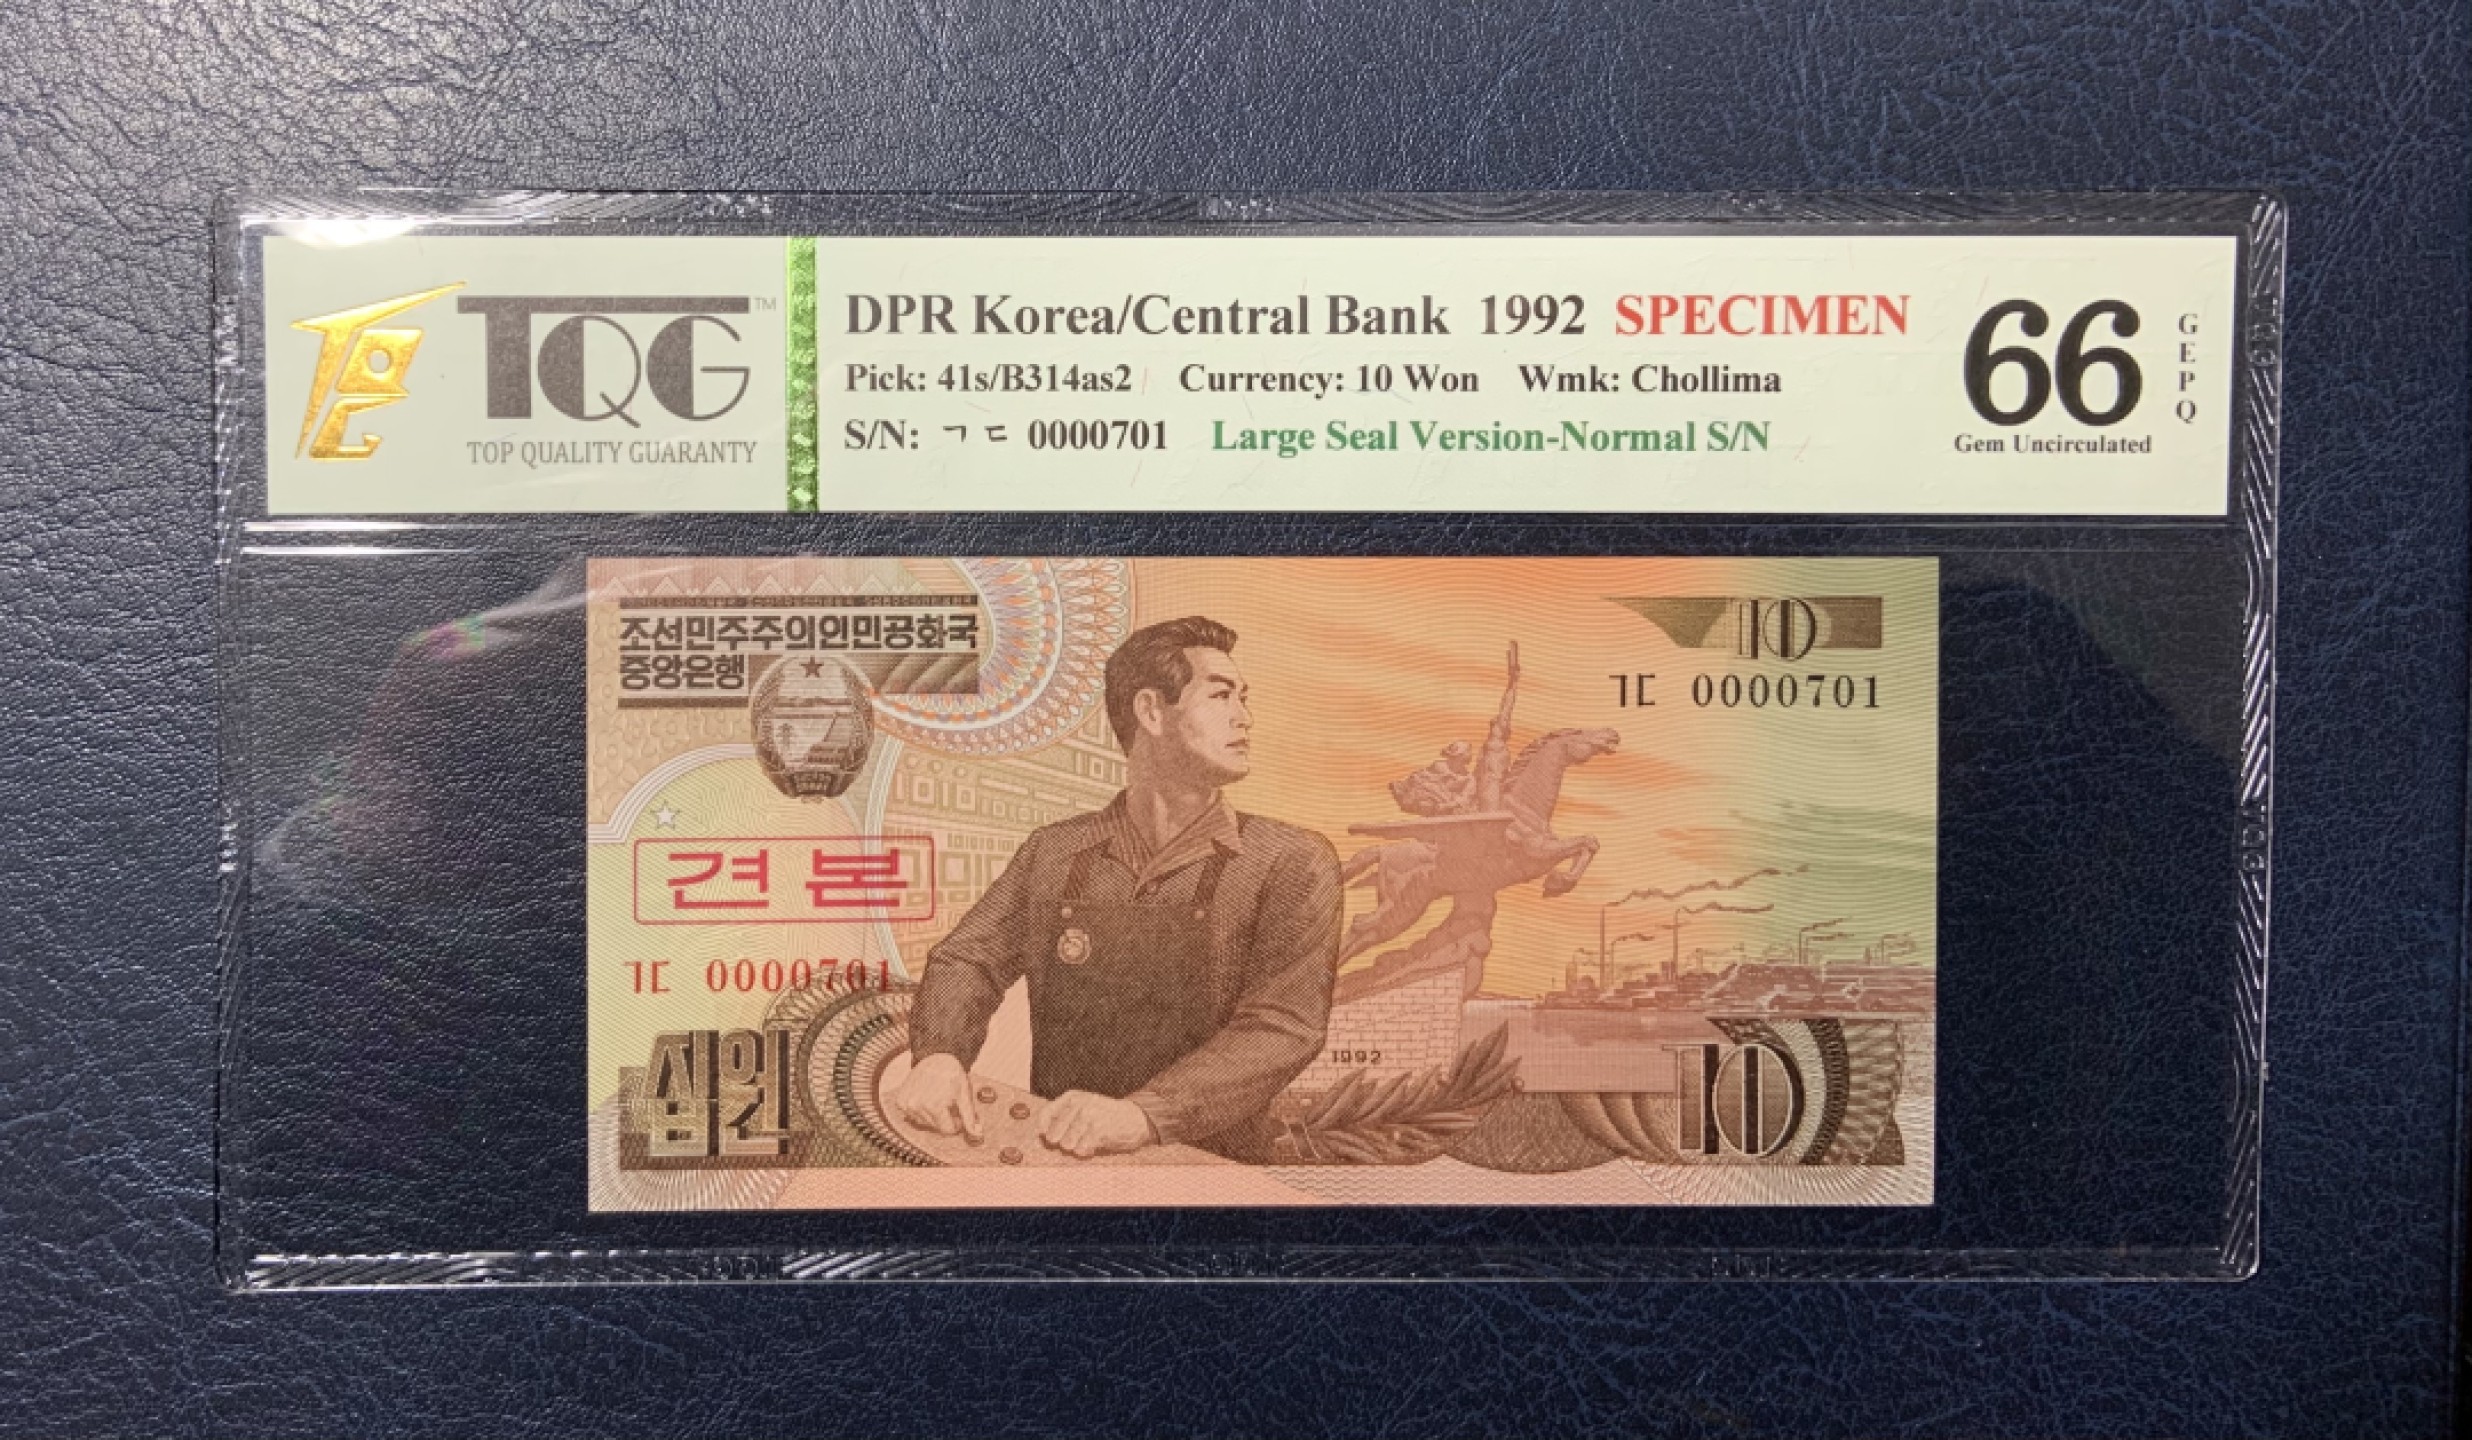 TQG™
TOP QUALITY GUARANTY
DPR Korea/Central Bank 1992 SPECIMEN
Pick: 41s/B314as2 Currency: 10 Won Wmk: Chollima
S/N: ㄱ ㄷ 0000701 Large Seal Version-Normal S/N
66
Gem Uncirculated
GEPQ
조선민주주의인민공화국
중앙은행
10
ㄱㄷ 0000701
견본
ㄱㄷ 0000701
십원
1992
10